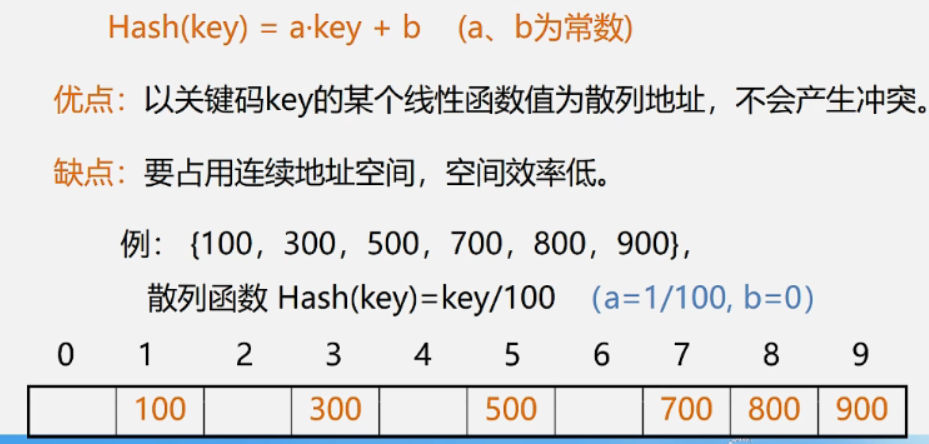 Hash(key) = a·key + b (a、b为常数)
优点：以关键码key的某个线性函数值为散列地址，不会产生冲突。
缺点：要占用连续地址空间，空间效率低。
例：{100，300，500，700，800，900}，
散列函数 Hash(key)=key/100 （a=1/100, b=0）
0 1 2 3 4 5 6 7 8 9
100 300 500 700 800 900